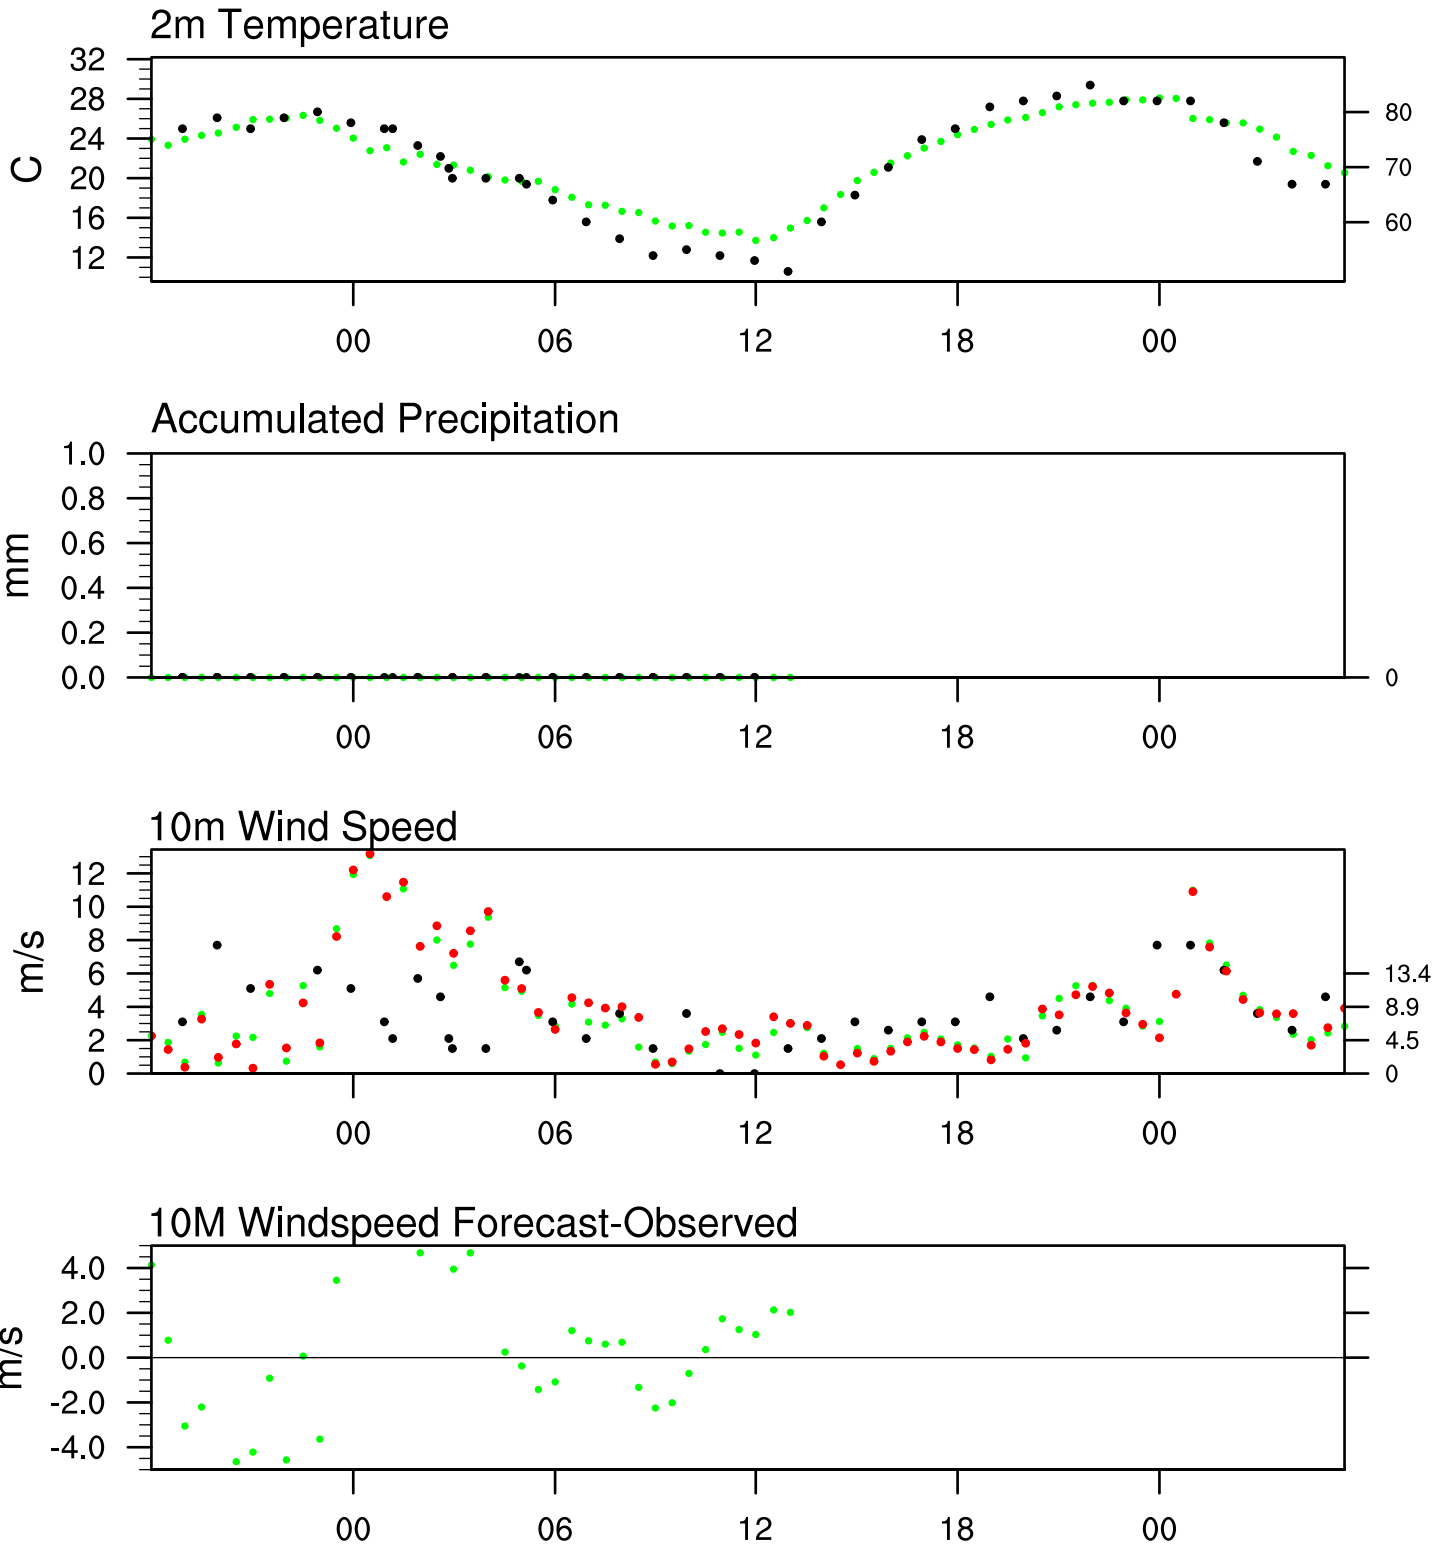 2m Temperature
32
28
24
20
16
12
C
80
70
60
00 06 12 18 00
Accumulated Precipitation
1.0
0.8
0.6
0.4
0.2
0.0
mm
0
00 06 12 18 00
10m Wind Speed
12
10
8
6
4
2
0
m/s
13.4
8.9
4.5
0
00 06 12 18 00
10M Windspeed Forecast-Observed
4.0
2.0
0.0
-2.0
-4.0
m/s
00 06 12 18 00